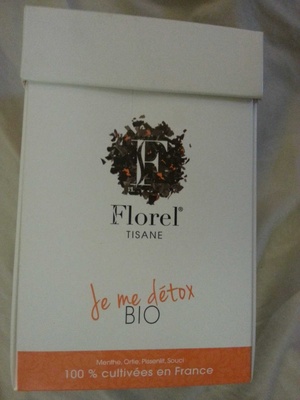 F
Florel®
TISANE
Je me détox
BIO
Menthe, Ortie, Pissenlit, Souci
100 % cultivées en France